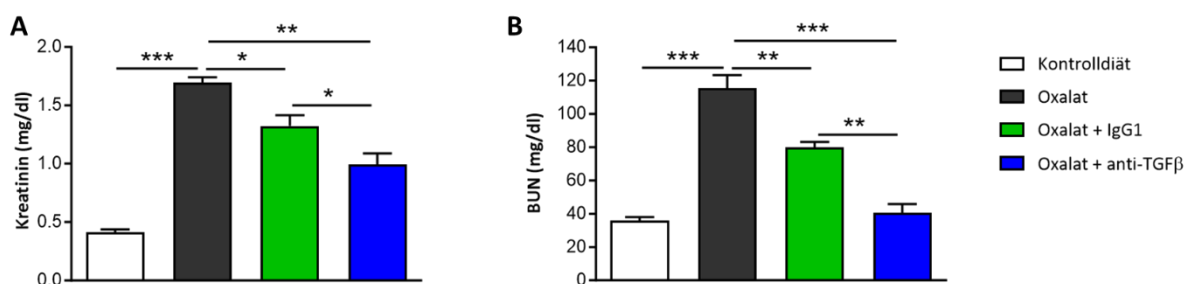 A
Kreatinin (mg/dl)
2.0
1.5
1.0
0.5
0.0
***
**
*
*
B
BUN (mg/dl)
140
120
100
80
60
40
20
0
***
***
**
**
Kontrolldiät
Oxalat
Oxalat + IgG1
Oxalat + anti-TGFβ